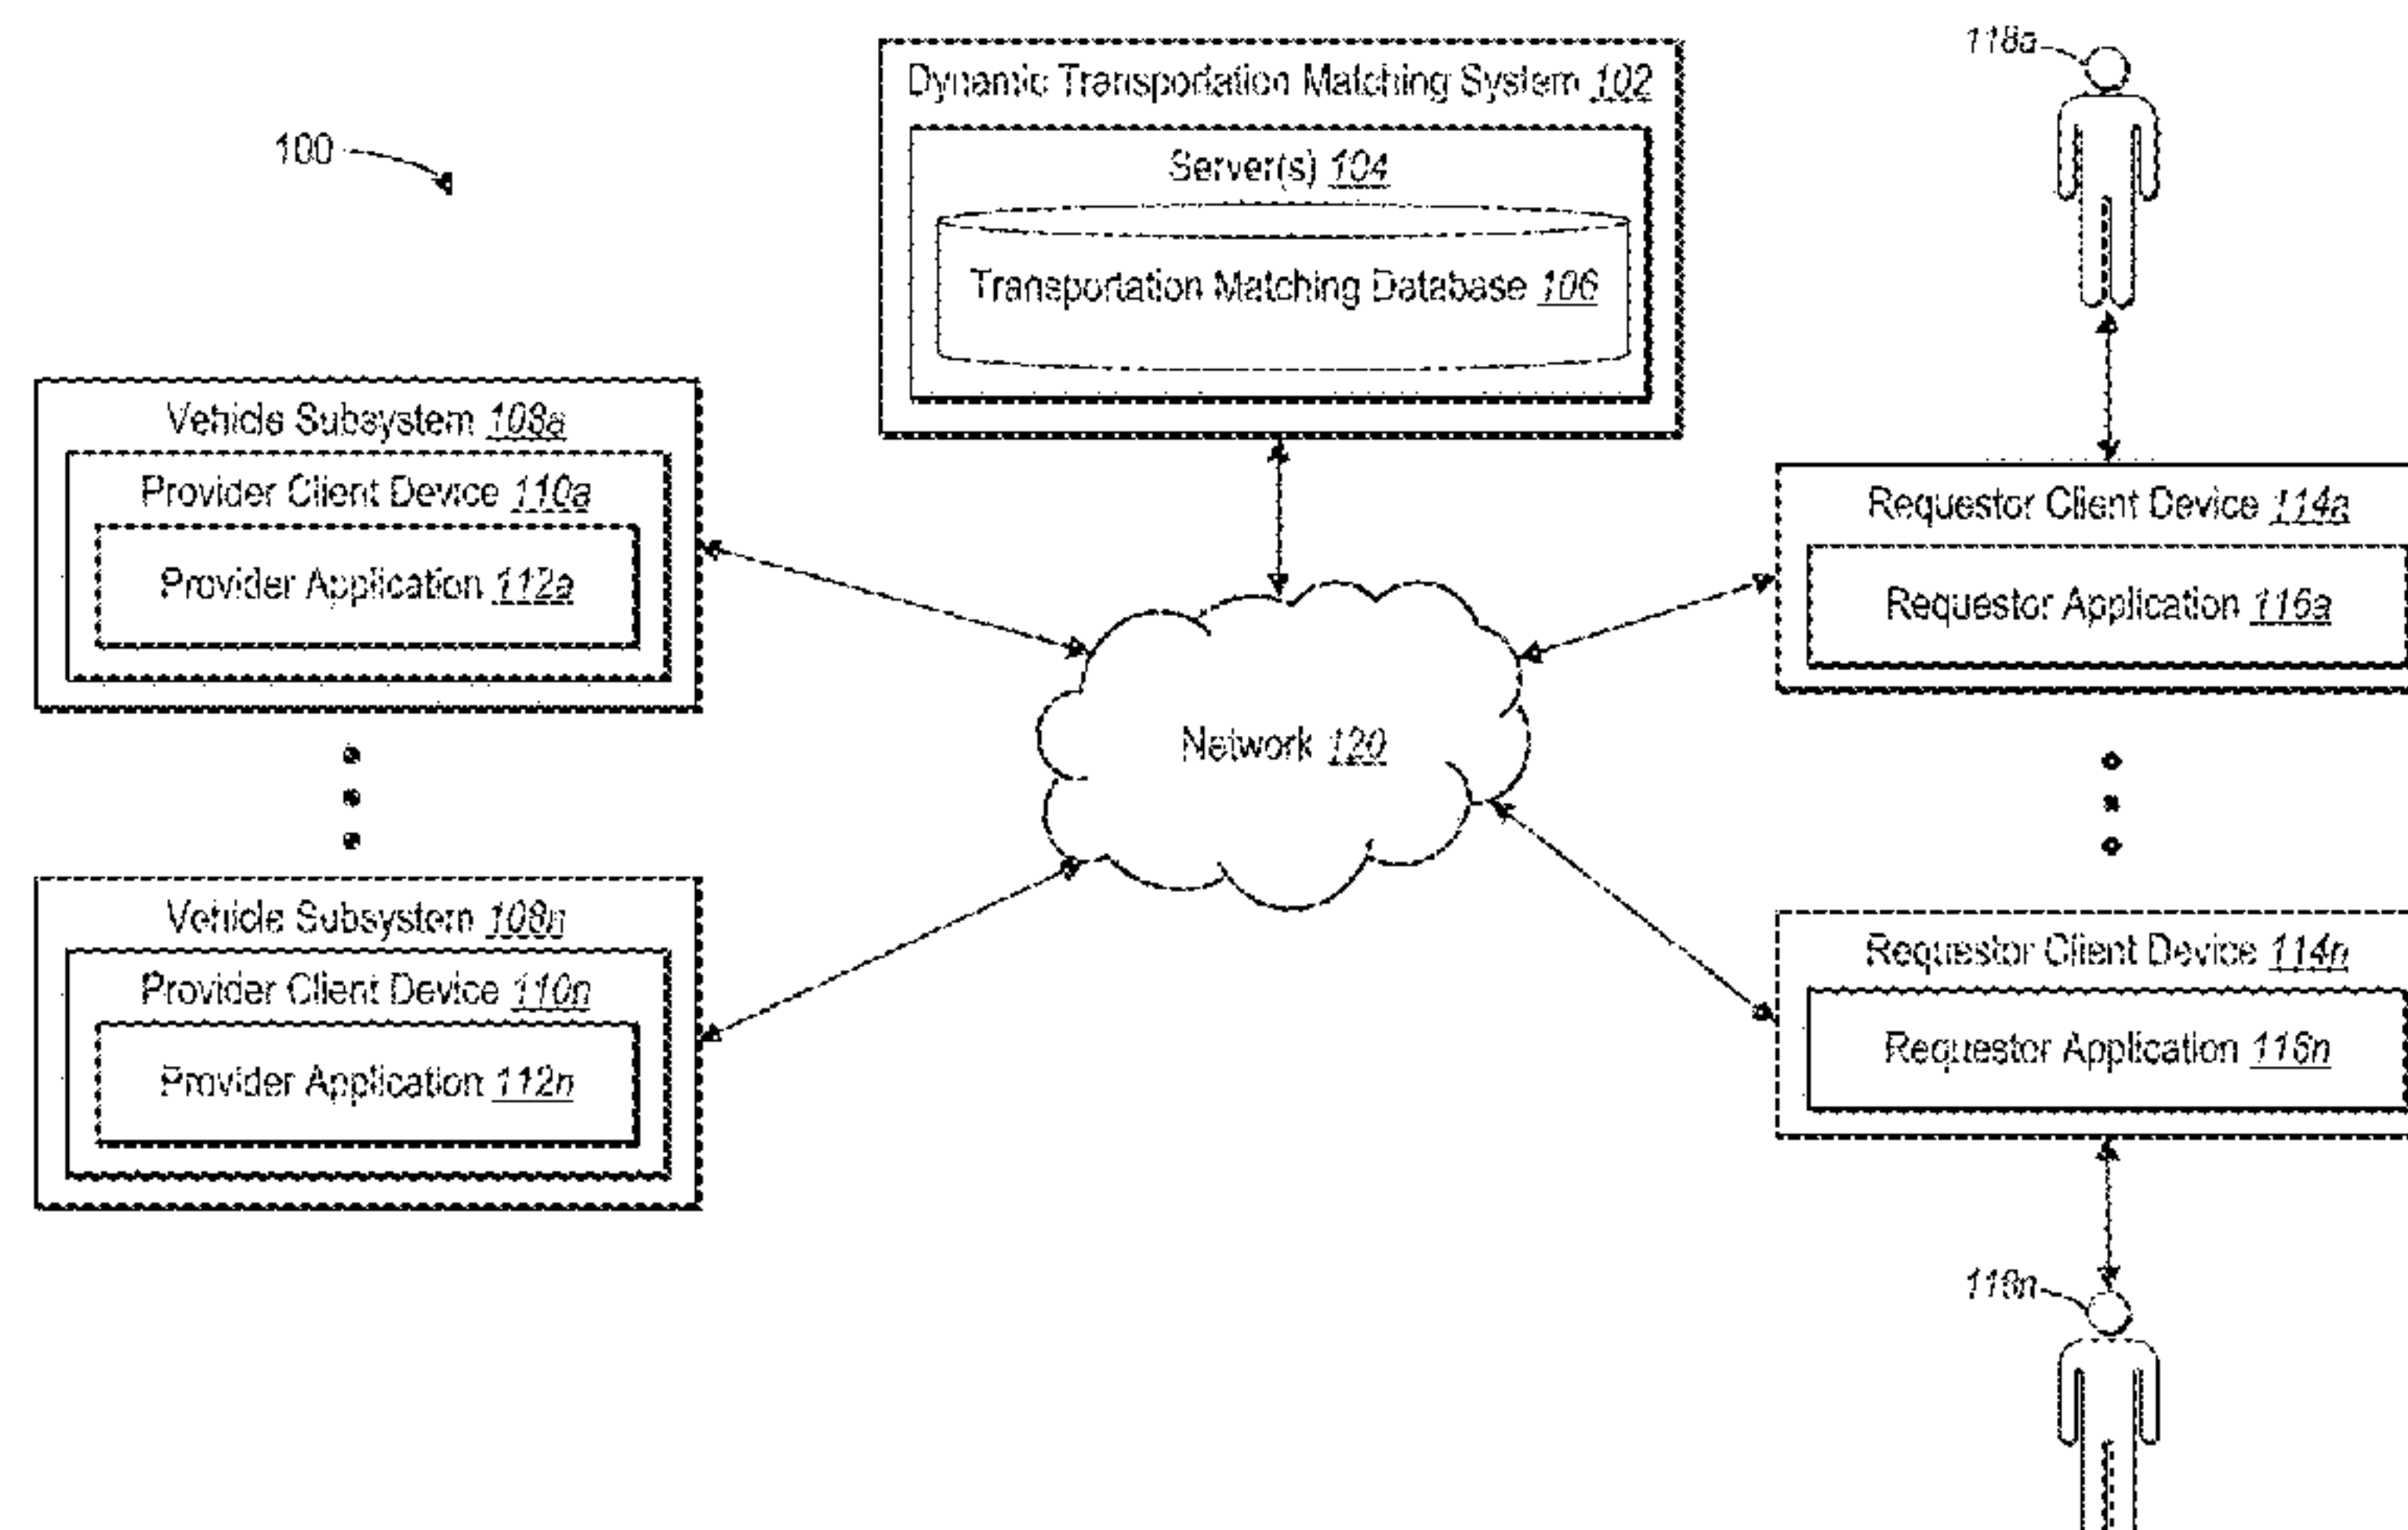 118a
Dynamic Transportation Matching System 102
100
Server(s) 104
Transportation Matching Database 106
Vehicle Subsystem 108a
Provider Client Device 110a
Provider Application 112a
Requestor Client Device 114a
Requestor Application 116a
Network 120
Vehicle Subsystem 108n
Provider Client Device 110n
Provider Application 112n
Requestor Client Device 114n
Requestor Application 116n
118n